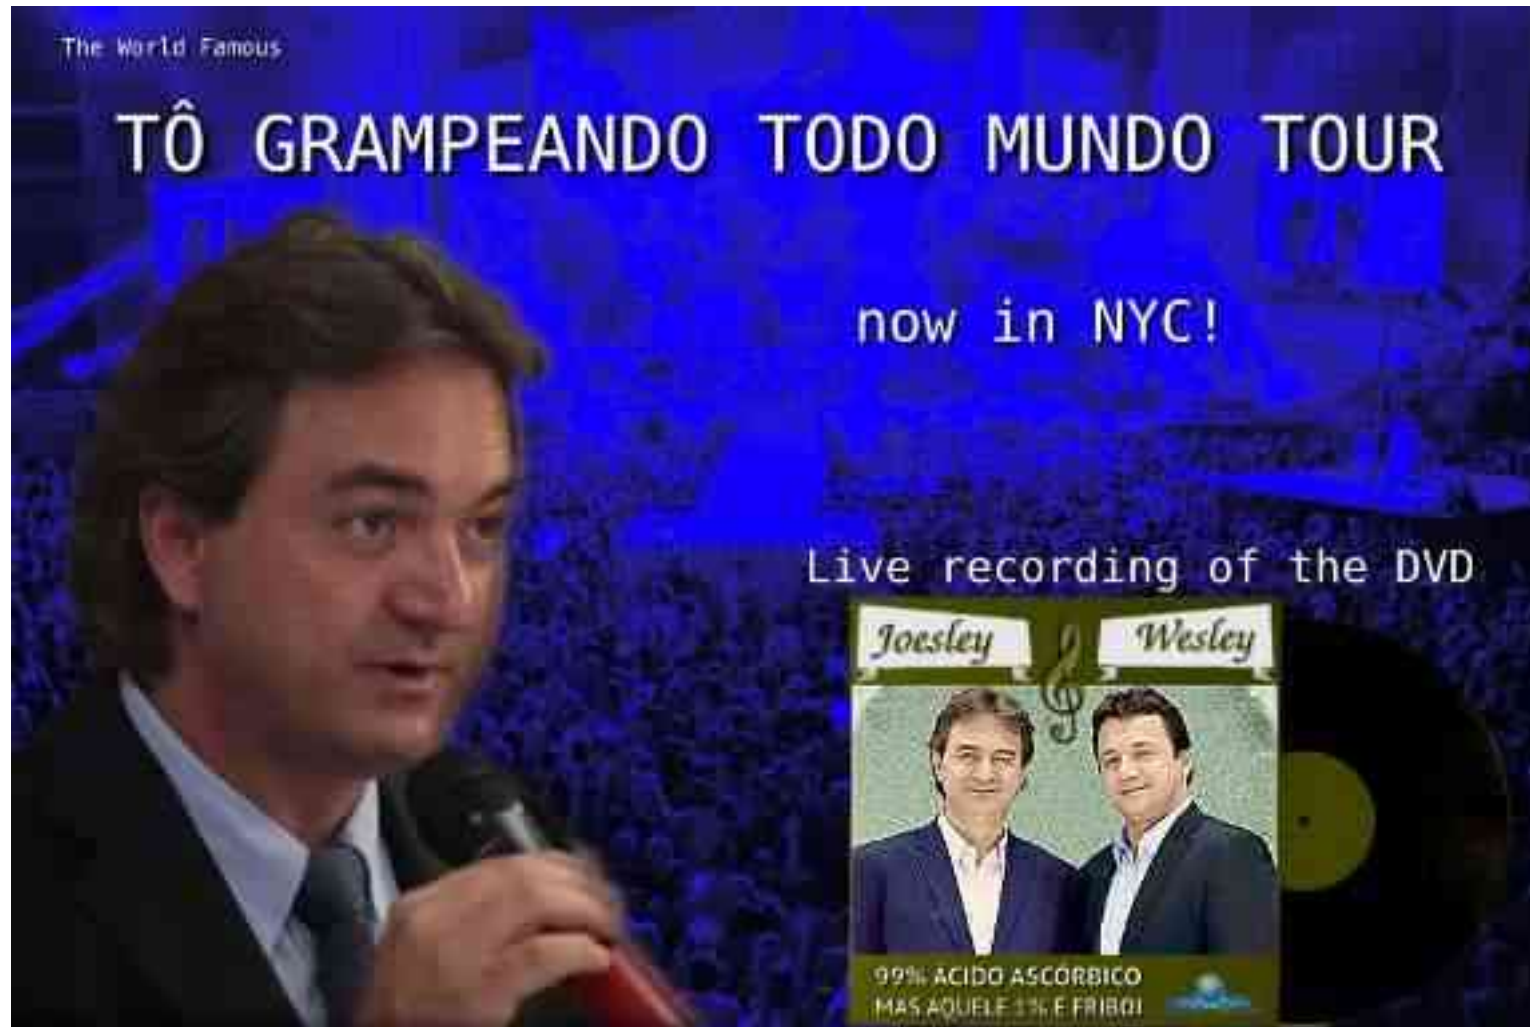 The World Famous
TÔ GRAMPEANDO TODO MUNDO TOUR
now in NYC!
Live recording of the DVD
Joesley Wesley
99% ACIDO ASCÓRBICO
MAS AQUELE 1% É FRIBOI